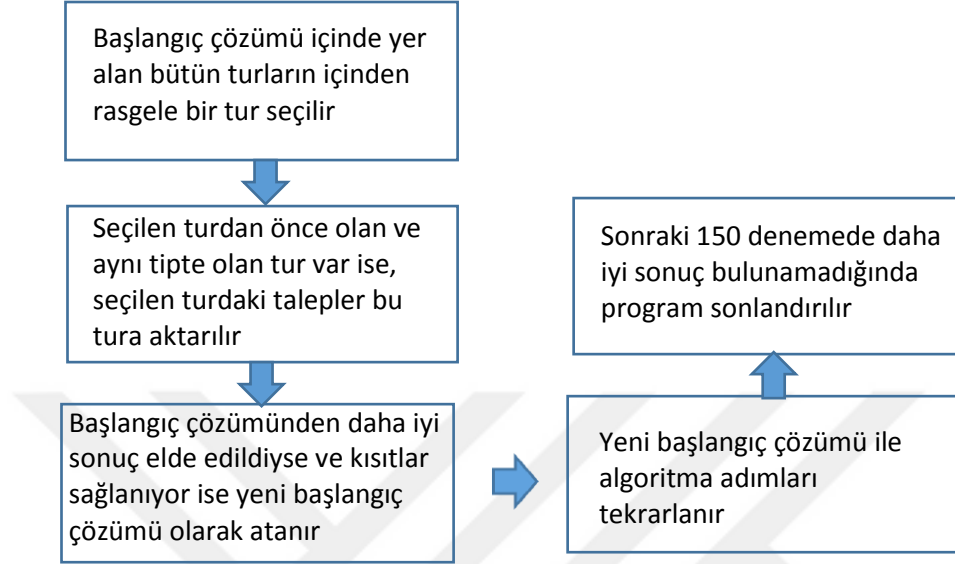 Başlangıç çözümü içinde yer
alan bütün turların içinden
rasgele bir tur seçilir
Seçilen turdan önce olan ve
aynı tipte olan tur var ise,
seçilen turdaki talepler bu
tura aktarılır
Başlangıç çözümünden daha iyi
sonuç elde edildiyse ve kısıtlar
sağlanıyor ise yeni başlangıç
çözümü olarak atanır
Yeni başlangıç çözümü ile
algoritma adımları
tekrarlanır
Sonraki 150 denemede daha
iyi sonuç bulunamadığında
program sonlandırılır